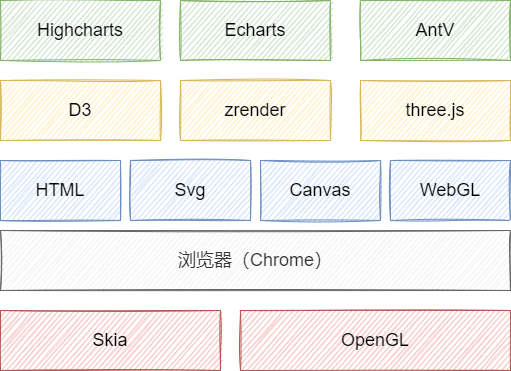 Highcharts
Echarts
AntV
D3
zrender
three.js
HTML
Svg
Canvas
WebGL
浏览器（Chrome）
Skia
OpenGL